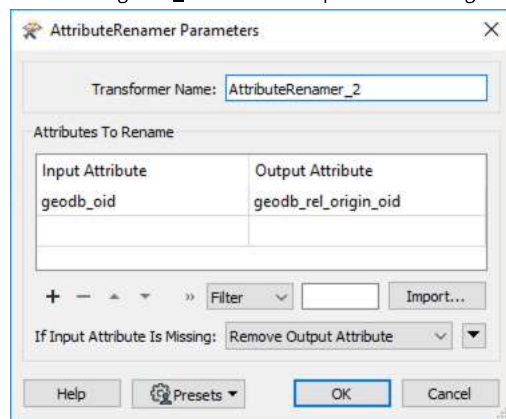 AttributeRenamer Parameters
Transformer Name: AttributeRenamer_2
Attributes To Rename
Input Attribute Output Attribute
geodb_oid geodb_rel_origin_oid
Filter Import...
If Input Attribute Is Missing: Remove Output Attribute
Help Presets OK Cancel